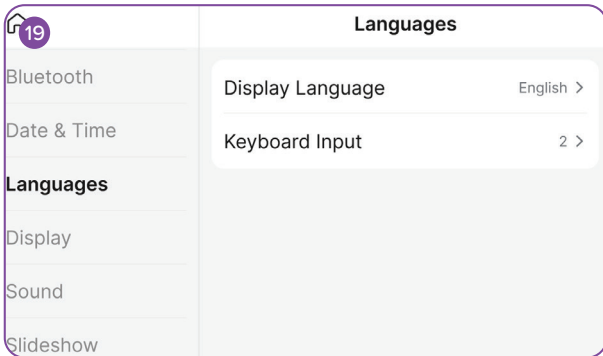 19
Languages
Bluetooth
Date & Time
Languages
Display
Sound
Slideshow
Display Language English >
Keyboard Input 2 >